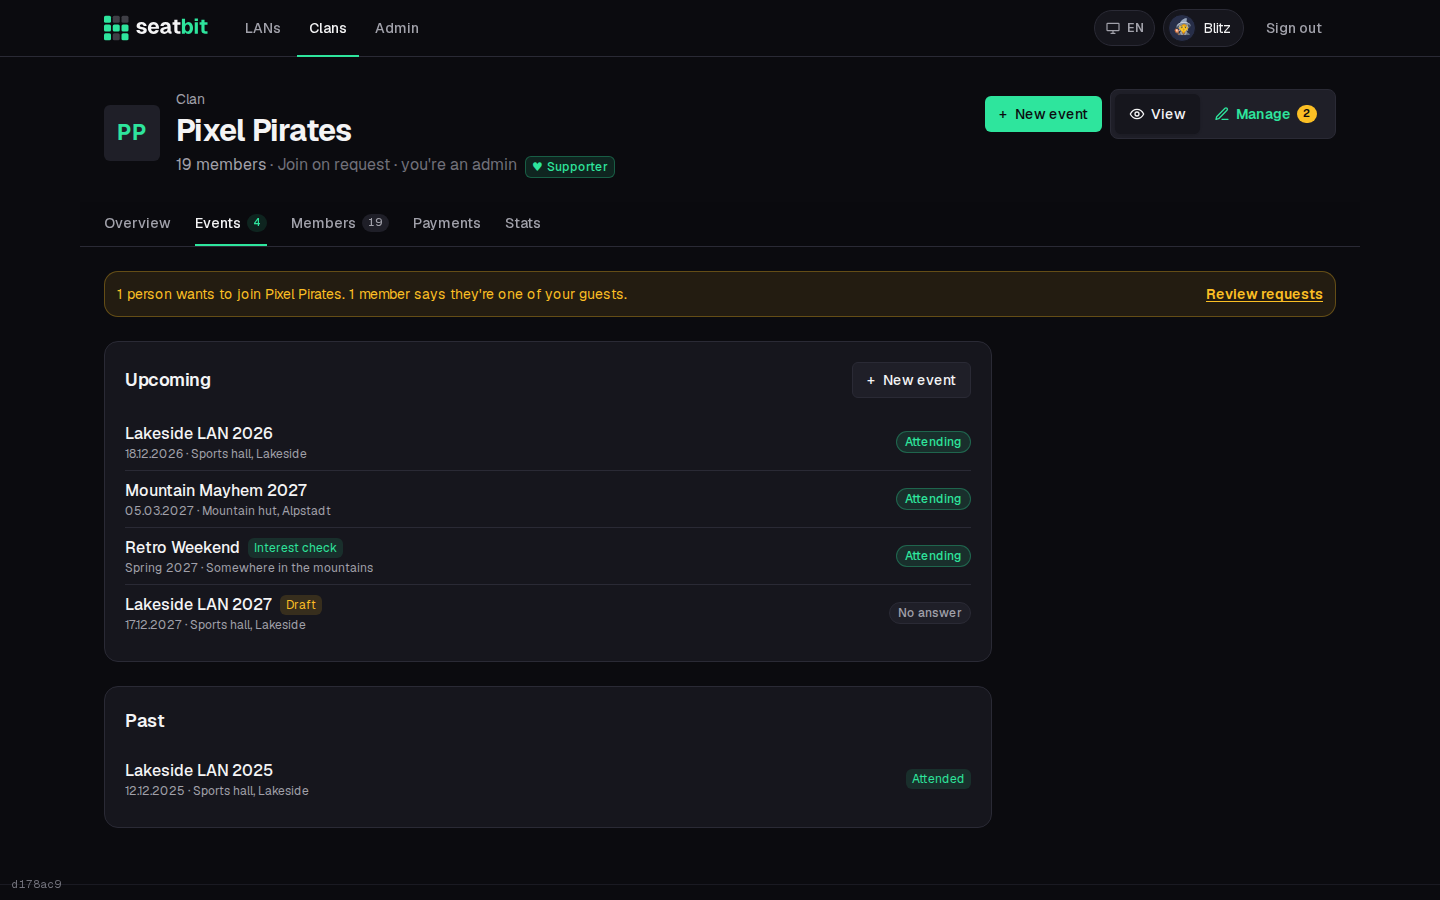 seatbit
LANs
Clans
Admin
EN
Blitz
Sign out
PP
Clan
Pixel Pirates
19 members · Join on request · you're an admin
♥ Supporter
+ New event
View
Manage 2
Overview
Events 4
Members 19
Payments
Stats
1 person wants to join Pixel Pirates. 1 member says they're one of your guests.
Review requests
Upcoming
+ New event
Lakeside LAN 2026
18.12.2026 · Sports hall, Lakeside
Attending
Mountain Mayhem 2027
05.03.2027 · Mountain hut, Alpstadt
Attending
Retro Weekend Interest check
Spring 2027 · Somewhere in the mountains
Attending
Lakeside LAN 2027 Draft
17.12.2027 · Sports hall, Lakeside
No answer
Past
Lakeside LAN 2025
12.12.2025 · Sports hall, Lakeside
Attended
d178ac9